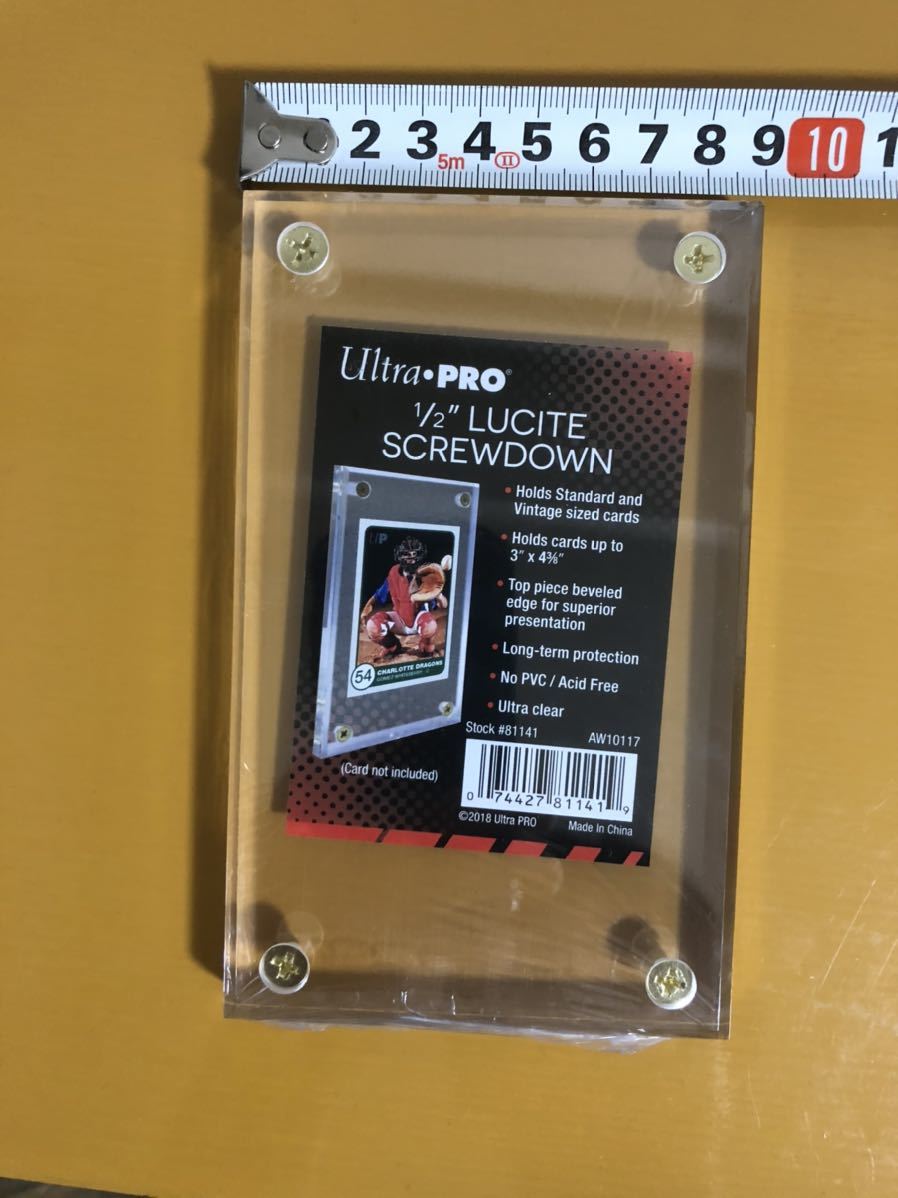 2 3 4 5 6 7 8 9 10 1
5m II
Ultra•PRO®
1/2" LUCITE
SCREWDOWN
• Holds Standard and
Vintage sized cards
• Holds cards up to
3" x 4⅜"
• Top piece beveled
edge for superior
presentation
• Long-term protection
• No PVC / Acid Free
• Ultra clear
UP
54 CHARLOTTE DRAGONS
(Card not included)
Stock #81141
AW10117
0 74427 81141 9
©2018 Ultra PRO
Made In China